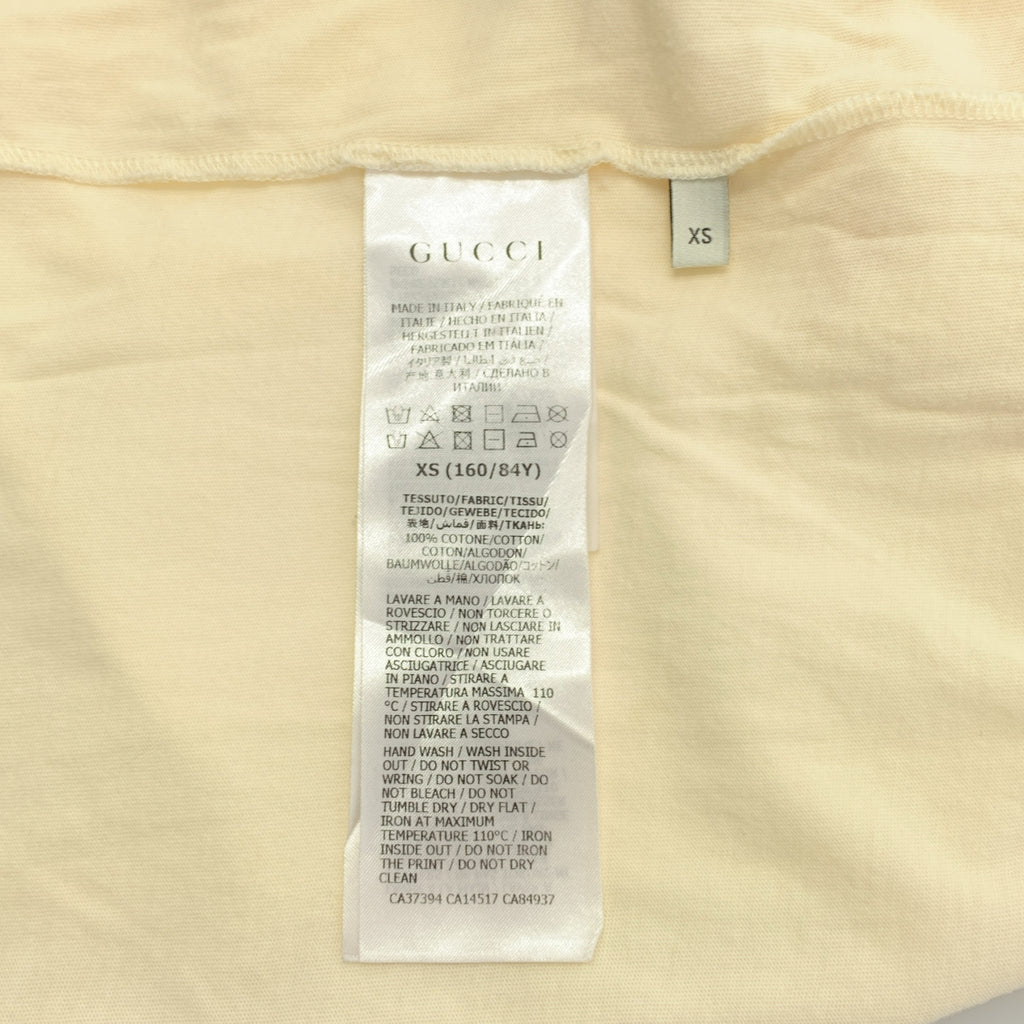 GUCCI
XS
MADE IN ITALY / FABRIQUÉ EN
ITALIE / HECHO EN ITALIA /
HERGESTELLT IN ITALIEN /
FABRICADO EM ITÁLIA /
イタリア製 /
产地 意大利 / СДЕЛАНО В
ИТАЛИИ
XS (160/84Y)
TESSUTO/FABRIC/TISSU/
TEJIDO/GEWEBE/TECIDO/
表地/قماش/面料/ТКАНЬ:
100% COTONE/COTTON/
COTON/ALGODON/
BAUMWOLLE/ALGODÃO/コットン/
قطن/棉/ХЛОПОК
LAVARE A MANO / LAVARE A
ROVESCIO / NON TORCERE O
STRIZZARE / NON LASCIARE IN
AMMOLLO / NON TRATTARE
CON CLORO / NON USARE
ASCIUGATRICE / ASCIUGARE
IN PIANO / STIRARE A
TEMPERATURA MASSIMA 110
°C / STIRARE A ROVESCIO /
NON STIRARE LA STAMPA /
NON LAVARE A SECCO
HAND WASH / WASH INSIDE
OUT / DO NOT TWIST OR
WRING / DO NOT SOAK / DO
NOT BLEACH / DO NOT
TUMBLE DRY / DRY FLAT /
IRON AT MAXIMUM
TEMPERATURE 110°C / IRON
INSIDE OUT / DO NOT IRON
THE PRINT / DO NOT DRY
CLEAN
CA37394 CA14517 CA84937